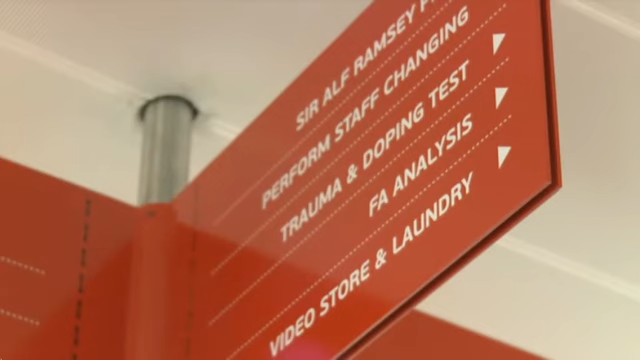 SIR ALF RAMSEY
PERFORM STAFF CHANGING
TRAUMA & DOPING TEST
FA ANALYSIS
VIDEO STORE & LAUNDRY